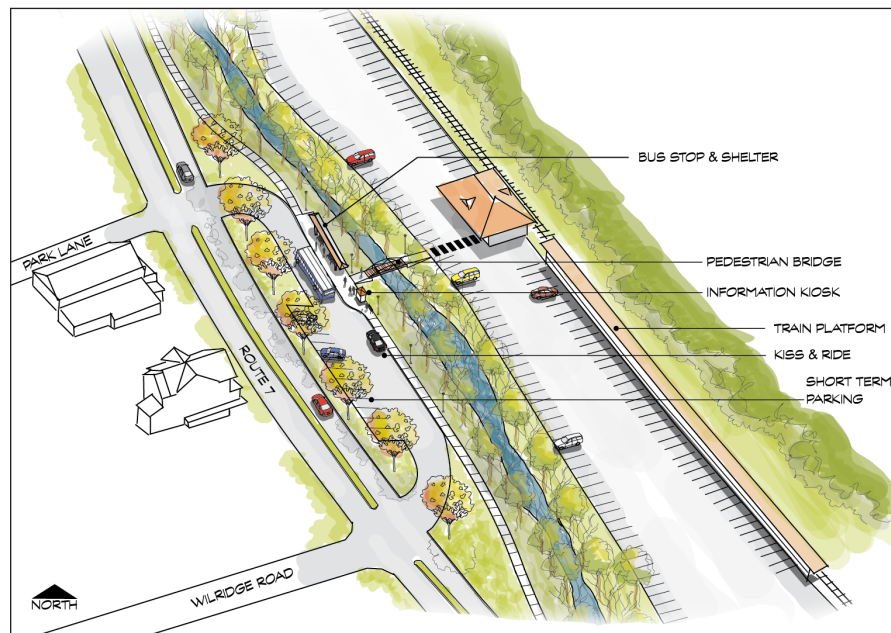 BUS STOP & SHELTER
PARK LANE
PEDESTRIAN BRIDGE
INFORMATION KIOSK
TRAIN PLATFORM
ROUTE 7
KISS & RIDE
SHORT TERM
PARKING
WILRIDGE ROAD
NORTH